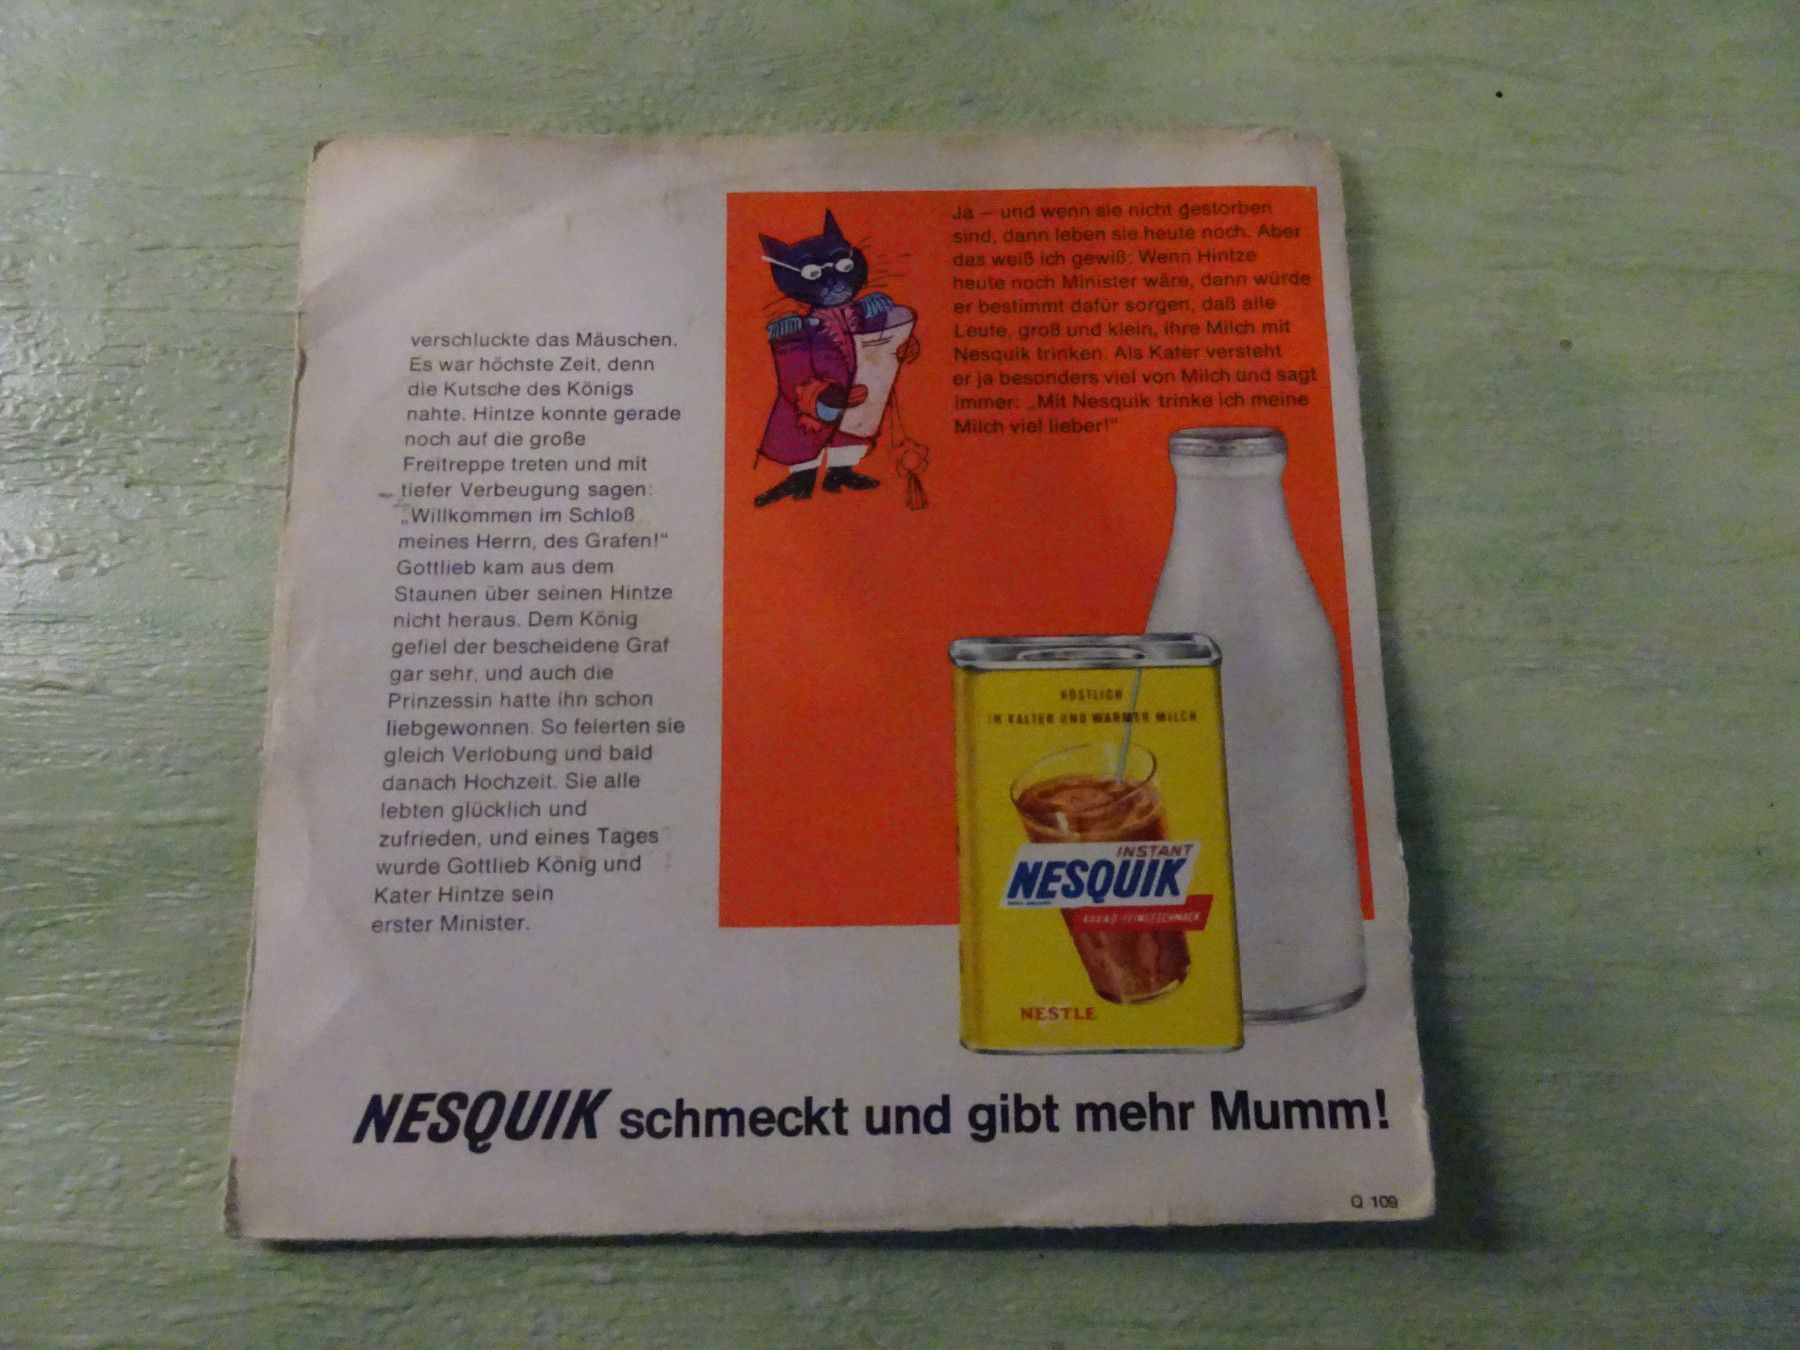 verschluckte das Mäuschen.
Es war höchste Zeit, denn
die Kutsche des Königs
nahte. Hintze konnte gerade
noch auf die große
Freitreppe treten und mit
tiefer Verbeugung sagen:
„Willkommen im Schloß
meines Herrn, des Grafen!“
Gottlieb kam aus dem
Staunen über seinen Hintze
nicht heraus. Dem König
gefiel der bescheidene Graf
gar sehr, und auch die
Prinzessin hatte ihn schon
liebgewonnen. So feierten sie
gleich Verlobung und bald
danach Hochzeit. Sie alle
lebten glücklich und
zufrieden, und eines Tages
wurde Gottlieb König und
Kater Hintze sein
erster Minister.
Ja – und wenn sie nicht gestorben
sind, dann leben sie heute noch. Aber
das weiß ich gewiß: Wenn Hintze
heute noch Minister wäre, dann würde
er bestimmt dafür sorgen, daß alle
Leute, groß und klein, ihre Milch mit
Nesquik trinken. Als Kater versteht
er ja besonders viel von Milch und sagt
immer: „Mit Nesquik trinke ich meine
Milch viel lieber!“
KÖSTLICH
IN KALTER UND WARMER MILCH
INSTANT
NESQUIK
KAKAO-FEINGESCHMACK
NESTLE
NESQUIK schmeckt und gibt mehr Mumm!
Q 109